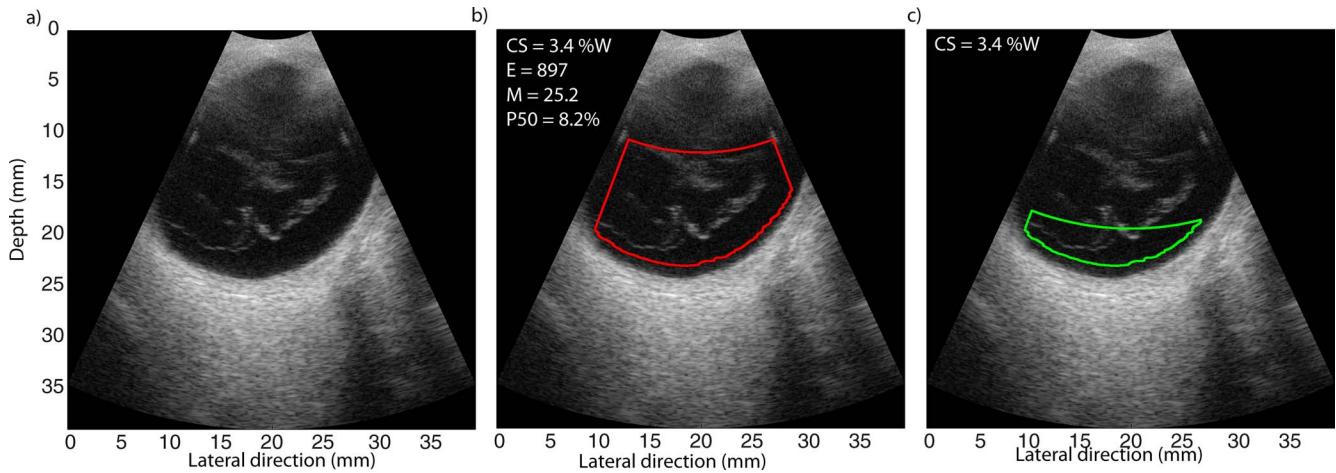 a)
0
5
10
15
20
25
30
35
Depth (mm)
0 5 10 15 20 25 30 35
Lateral direction (mm)
b)
CS = 3.4 %W
E = 897
M = 25.2
P50 = 8.2%
0 5 10 15 20 25 30 35
Lateral direction (mm)
c)
CS = 3.4 %W
0 5 10 15 20 25 30 35
Lateral direction (mm)